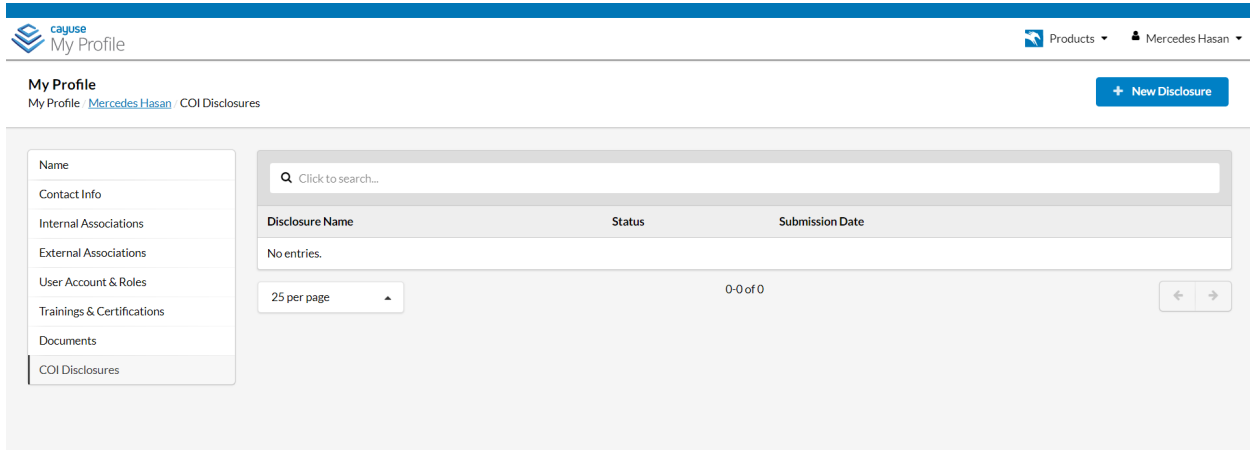 cayuse
My Profile
Products
Mercedes Hasan
My Profile
My Profile / Mercedes Hasan / COI Disclosures
+ New Disclosure
Name
Contact Info
Internal Associations
External Associations
User Account & Roles
Trainings & Certifications
Documents
COI Disclosures
Click to search...
Disclosure Name Status Submission Date
No entries.
25 per page
0-0 of 0